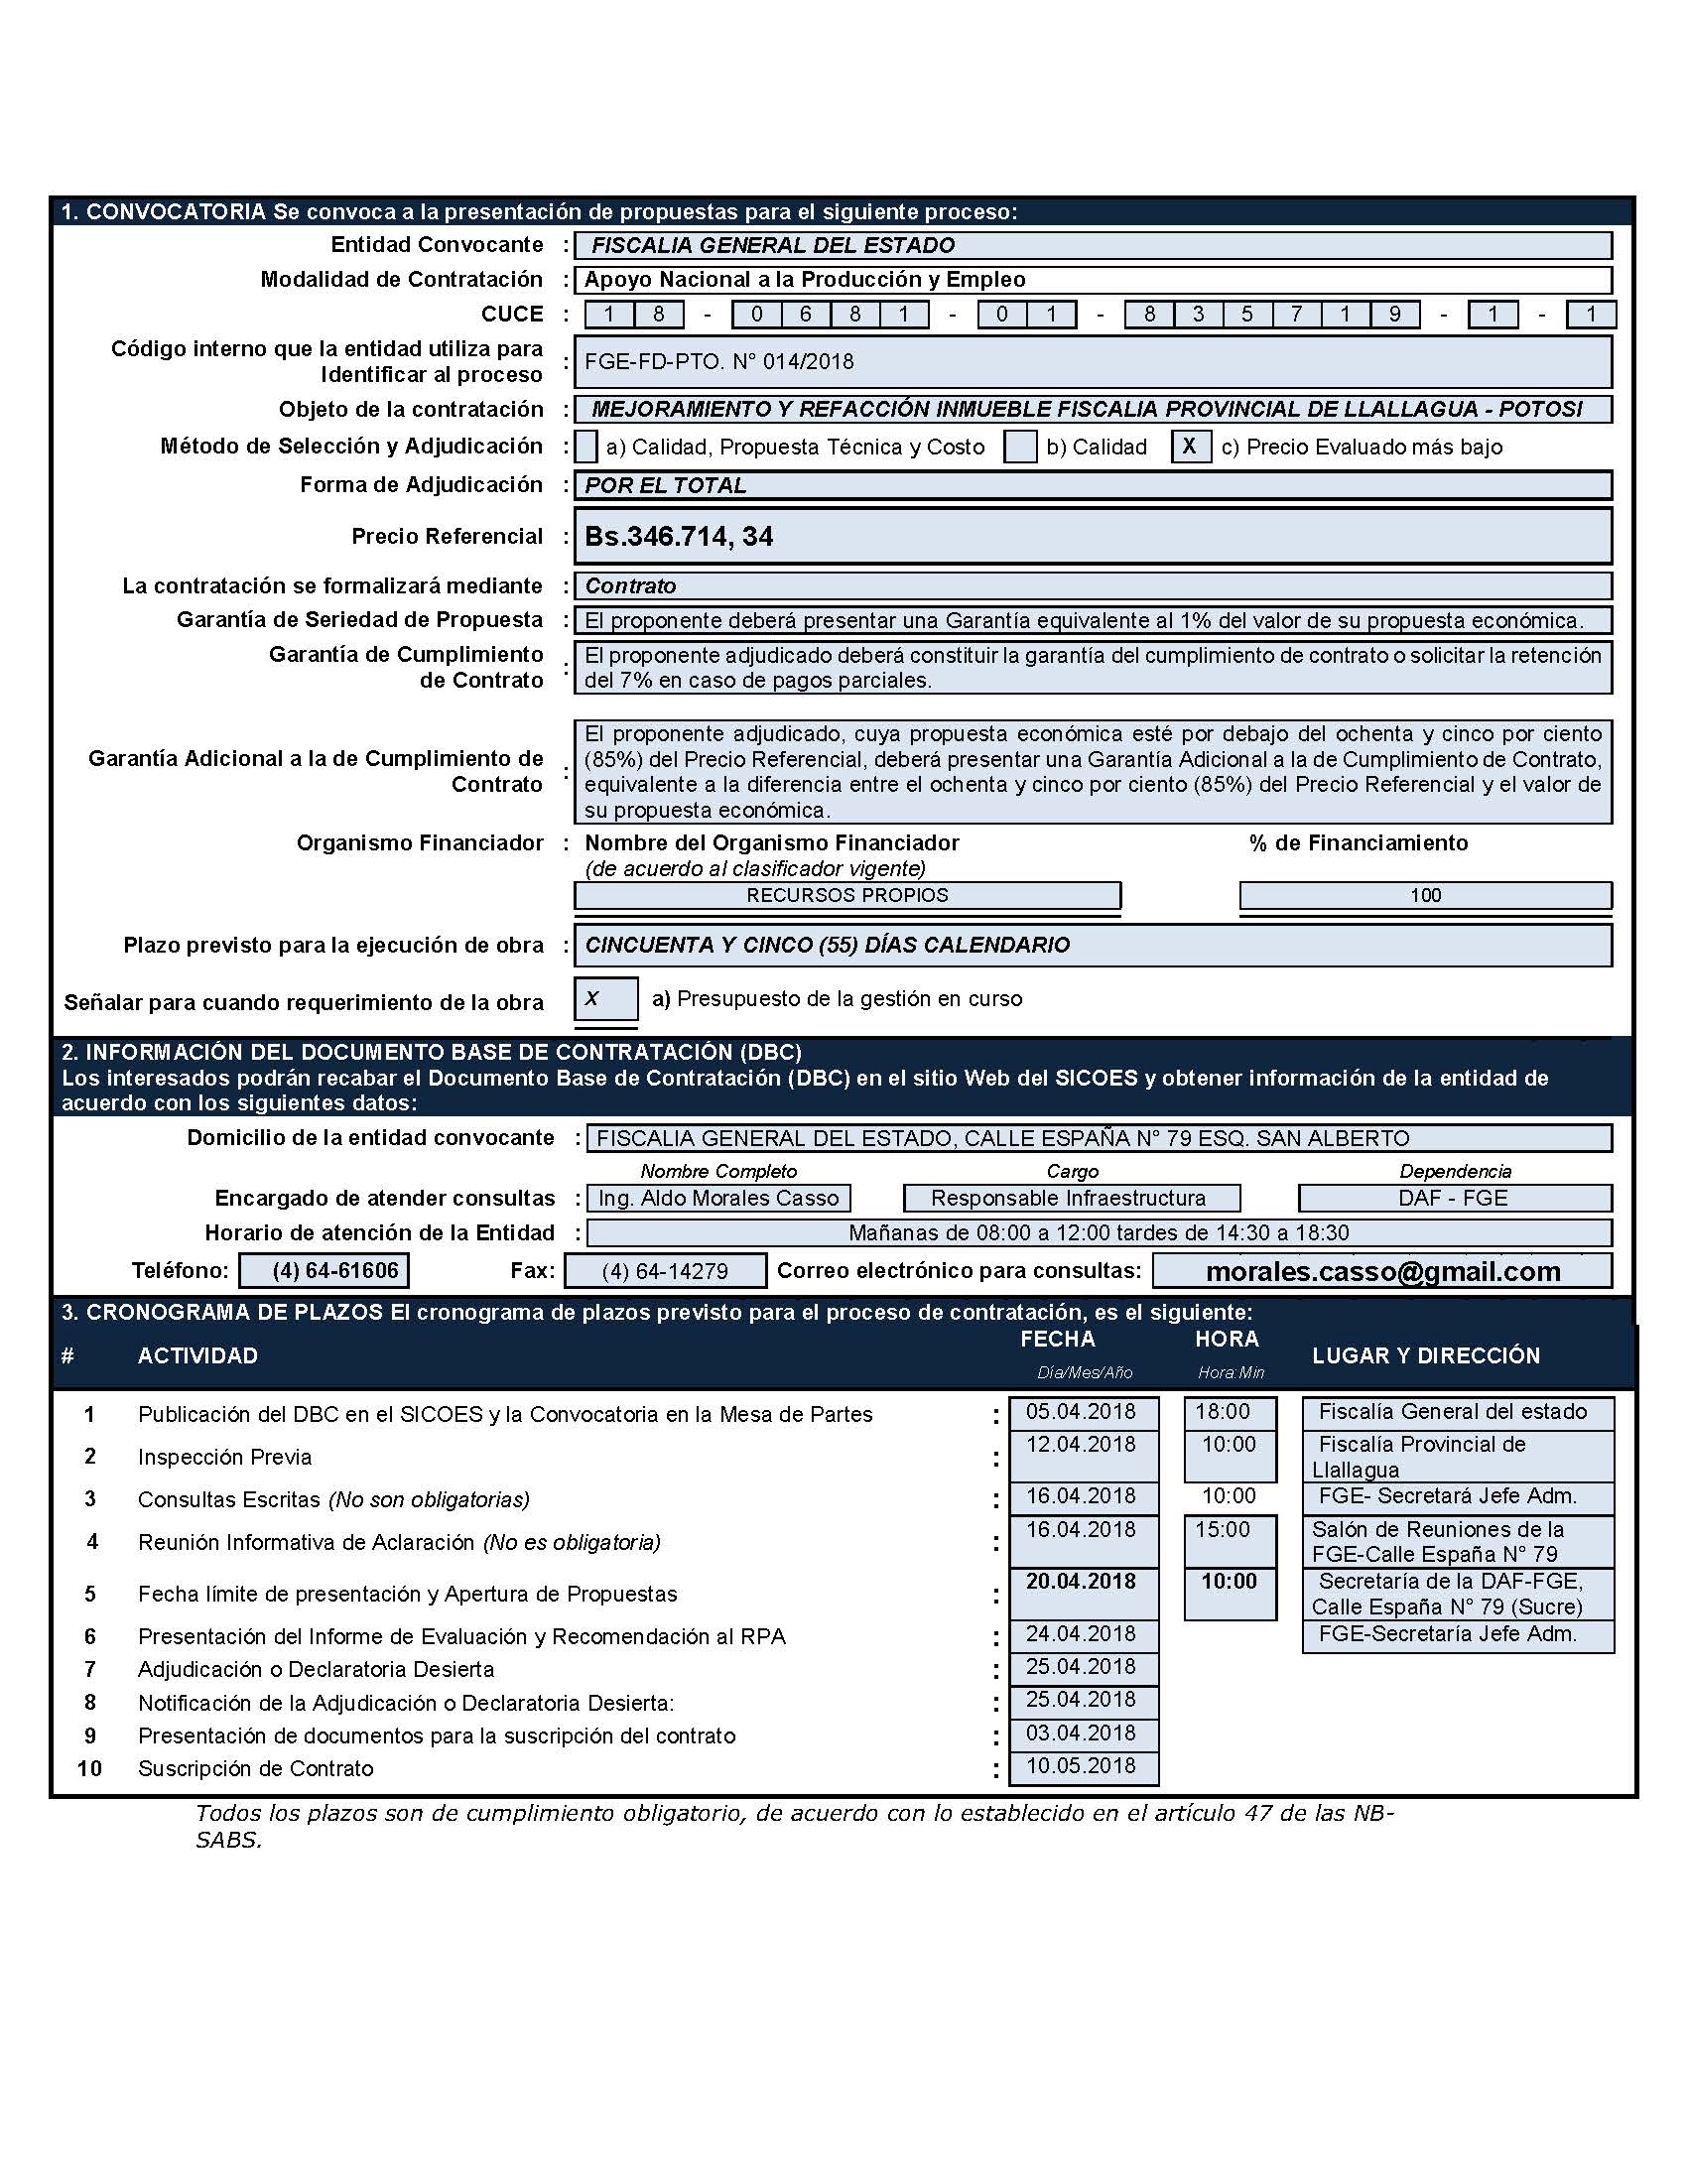 1. CONVOCATORIA Se convoca a la presentación de propuestas para el siguiente proceso:
Entidad Convocante : FISCALIA GENERAL DEL ESTADO
Modalidad de Contratación : Apoyo Nacional a la Producción y Empleo
CUCE : 1 8 - 0 6 8 1 - 0 1 - 8 3 5 7 1 9 - 1 - 1
Código interno que la entidad utiliza para
Identificar al proceso : FGE-FD-PTO. N° 014/2018
Objeto de la contratación : MEJORAMIENTO Y REFACCIÓN INMUEBLE FISCALIA PROVINCIAL DE LLALLAGUA - POTOSI
Método de Selección y Adjudicación : a) Calidad, Propuesta Técnica y Costo b) Calidad X c) Precio Evaluado más bajo
Forma de Adjudicación : POR EL TOTAL
Precio Referencial : Bs.346.714, 34
La contratación se formalizará mediante : Contrato
Garantía de Seriedad de Propuesta : El proponente deberá presentar una Garantía equivalente al 1% del valor de su propuesta económica.
Garantía de Cumplimiento
de Contrato :
El proponente adjudicado deberá constituir la garantía del cumplimiento de contrato o solicitar la retención
del 7% en caso de pagos parciales.
Garantía Adicional a la de Cumplimiento de
Contrato :
El proponente adjudicado, cuya propuesta económica esté por debajo del ochenta y cinco por ciento
(85%) del Precio Referencial, deberá presentar una Garantía Adicional a la de Cumplimiento de Contrato,
equivalente a la diferencia entre el ochenta y cinco por ciento (85%) del Precio Referencial y el valor de
su propuesta económica.
Organismo Financiador : Nombre del Organismo Financiador % de Financiamiento
(de acuerdo al clasificador vigente)
RECURSOS PROPIOS 100
Plazo previsto para la ejecución de obra : CINCUENTA Y CINCO (55) DÍAS CALENDARIO
Señalar para cuando requerimiento de la obra X a) Presupuesto de la gestión en curso
2. INFORMACIÓN DEL DOCUMENTO BASE DE CONTRATACIÓN (DBC)
Los interesados podrán recabar el Documento Base de Contratación (DBC) en el sitio Web del SICOES y obtener información de la entidad de
acuerdo con los siguientes datos:
Domicilio de la entidad convocante : FISCALIA GENERAL DEL ESTADO, CALLE ESPAÑA N° 79 ESQ. SAN ALBERTO
Nombre Completo Cargo Dependencia
Encargado de atender consultas : Ing. Aldo Morales Casso Responsable Infraestructura DAF - FGE
Horario de atención de la Entidad : Mañanas de 08:00 a 12:00 tardes de 14:30 a 18:30
Teléfono: (4) 64-61606 Fax: (4) 64-14279 Correo electrónico para consultas: morales.casso@gmail.com
3. CRONOGRAMA DE PLAZOS El cronograma de plazos previsto para el proceso de contratación, es el siguiente:
# ACTIVIDAD FECHA HORA LUGAR Y DIRECCIÓN
Día/Mes/Año Hora:Min
1 Publicación del DBC en el SICOES y la Convocatoria en la Mesa de Partes : 05.04.2018 18:00 Fiscalía General del estado
2 Inspección Previa : 12.04.2018 10:00 Fiscalía Provincial de
Llallagua
3 Consultas Escritas (No son obligatorias) : 16.04.2018 10:00 FGE- Secretará Jefe Adm.
4 Reunión Informativa de Aclaración (No es obligatoria) : 16.04.2018 15:00 Salón de Reuniones de la
FGE-Calle España N° 79
5 Fecha límite de presentación y Apertura de Propuestas : 20.04.2018 10:00 Secretaría de la DAF-FGE,
Calle España N° 79 (Sucre)
6 Presentación del Informe de Evaluación y Recomendación al RPA : 24.04.2018 FGE-Secretaría Jefe Adm.
7 Adjudicación o Declaratoria Desierta : 25.04.2018
8 Notificación de la Adjudicación o Declaratoria Desierta: : 25.04.2018
9 Presentación de documentos para la suscripción del contrato : 03.04.2018
10 Suscripción de Contrato : 10.05.2018
Todos los plazos son de cumplimiento obligatorio, de acuerdo con lo establecido en el artículo 47 de las NB-
SABS.